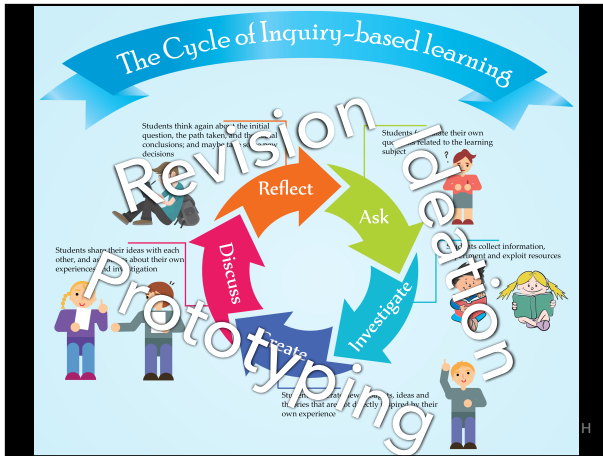 The Cycle of Inquiry-based learning
Revision
Ideation
Prototyping
Students think again about the initial
question, the path taken, and the
conclusions; and maybe
decisions
Students their own
related to the learning
subject
?
Reflect
Ask
Investigate
Create
Discuss
collect information,
and exploit resources
Students share their ideas with each
other, and about their own
experiences and investigation
ideas and
that are not directly inspired by their
own experience
H